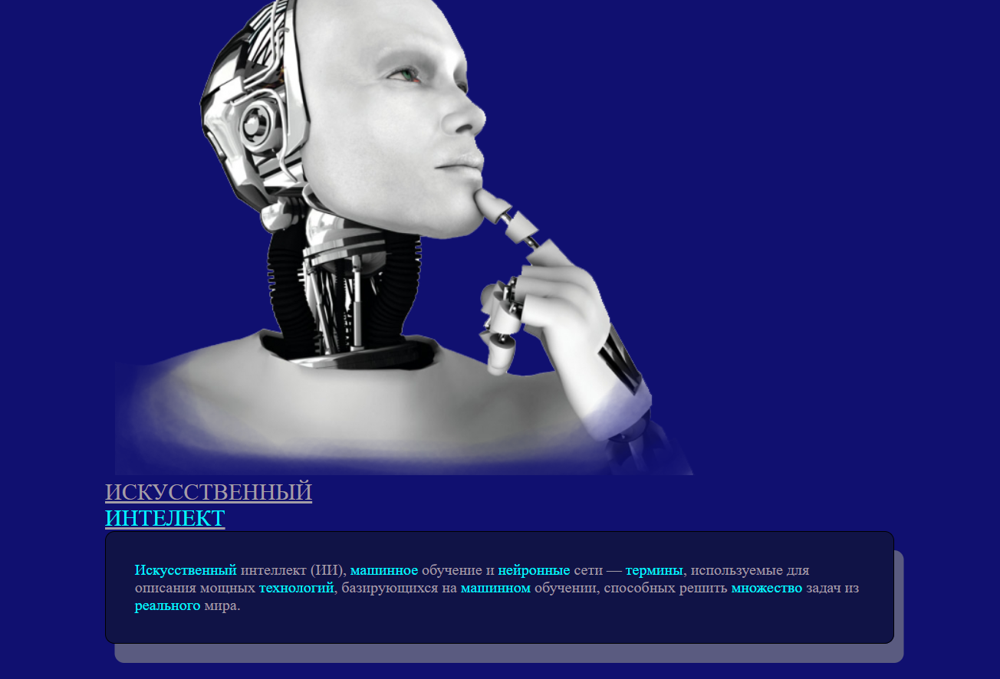 ИСКУССТВЕННЫЙ
ИНТЕЛЕКТ
Искусственный интеллект (ИИ), машинное обучение и нейронные сети — термины, используемые для
описания мощных технологий, базирующихся на машинном обучении, способных решить множество задач из
реального мира.